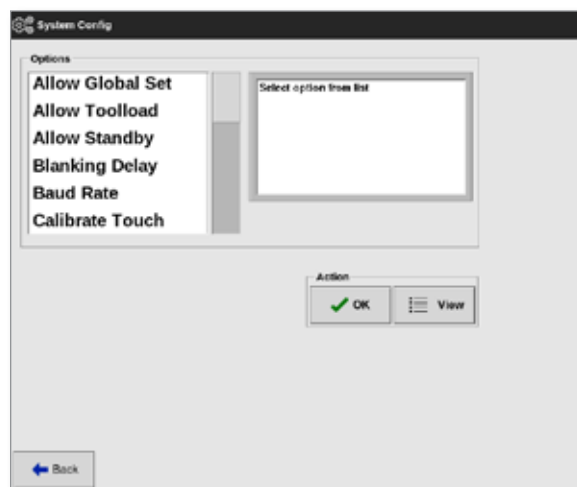 System Config
Options
Allow Global Set
Allow Toolload
Allow Standby
Blanking Delay
Baud Rate
Calibrate Touch
Select option from list
Action
OK
View
Back